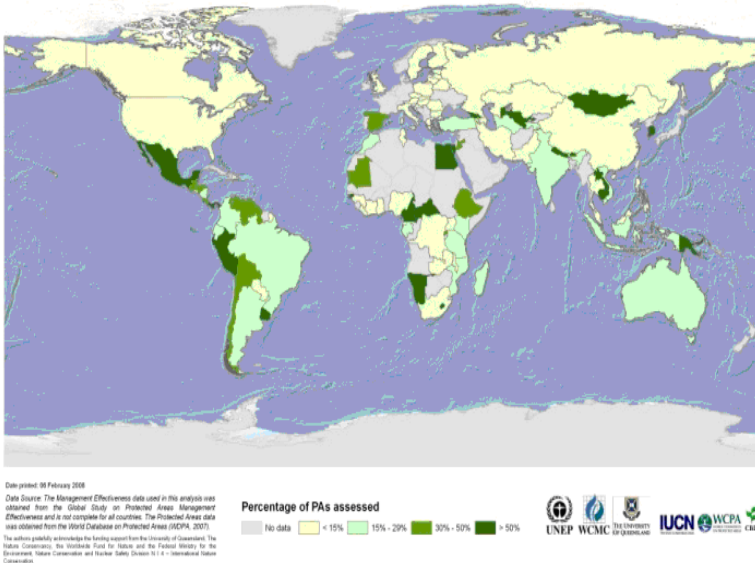 Date printed: 08 February 2008
Data Source: The Management Effectiveness data used in this analysis was
obtained from the Global Study on Protected Areas Management
Effectiveness and is not complete for all countries. The Protected Areas data
was obtained from the World Database on Protected Areas (WDPA, 2007).
The authors gratefully acknowledge the funding support from the University of Queensland, The
Nature Conservancy, the Worldwide Fund for Nature and the Federal Ministry for the
Environment, Nature Conservation and Nuclear Safety Division N I 4 – International Nature
Conservation
Percentage of PAs assessed
No data
< 15%
15% - 29%
30% - 50%
> 50%
UNEP WCMC
THE UNIVERSITY
OF QUEENSLAND
IUCN
WCPA